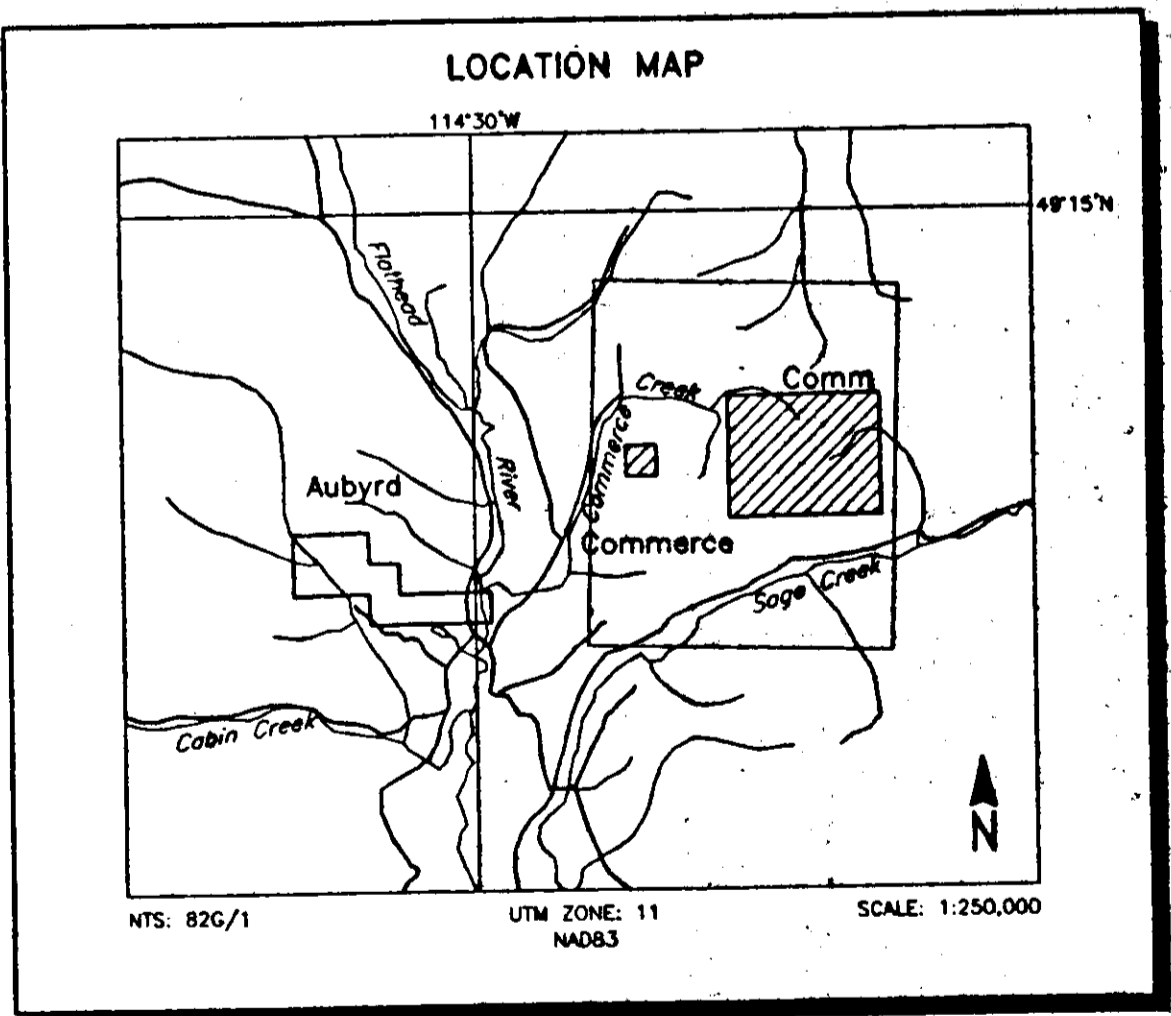 LOCATION MAP
114°30'W
49°15'N
Flathead
River
Creek
Commerce
Comm
Aubyrd
Commerce
Sage Creek
Cabin Creek
N
NTS: 82G/1
UTM ZONE: 11
NAD83
SCALE: 1:250,000